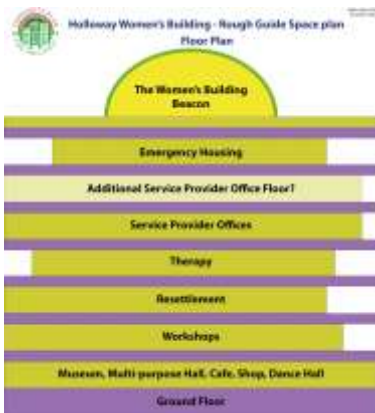 Holloway Women's Building - Rough Guide Space plan
Floor Plan
The Women's Building
Beacon
Emergency Housing
Additional Service Provider Office Floor?
Service Provider Offices
Therapy
Resettlement
Workshops
Museum, Multi-purpose Hall, Cafe, Shop, Dance Hall
Ground Floor